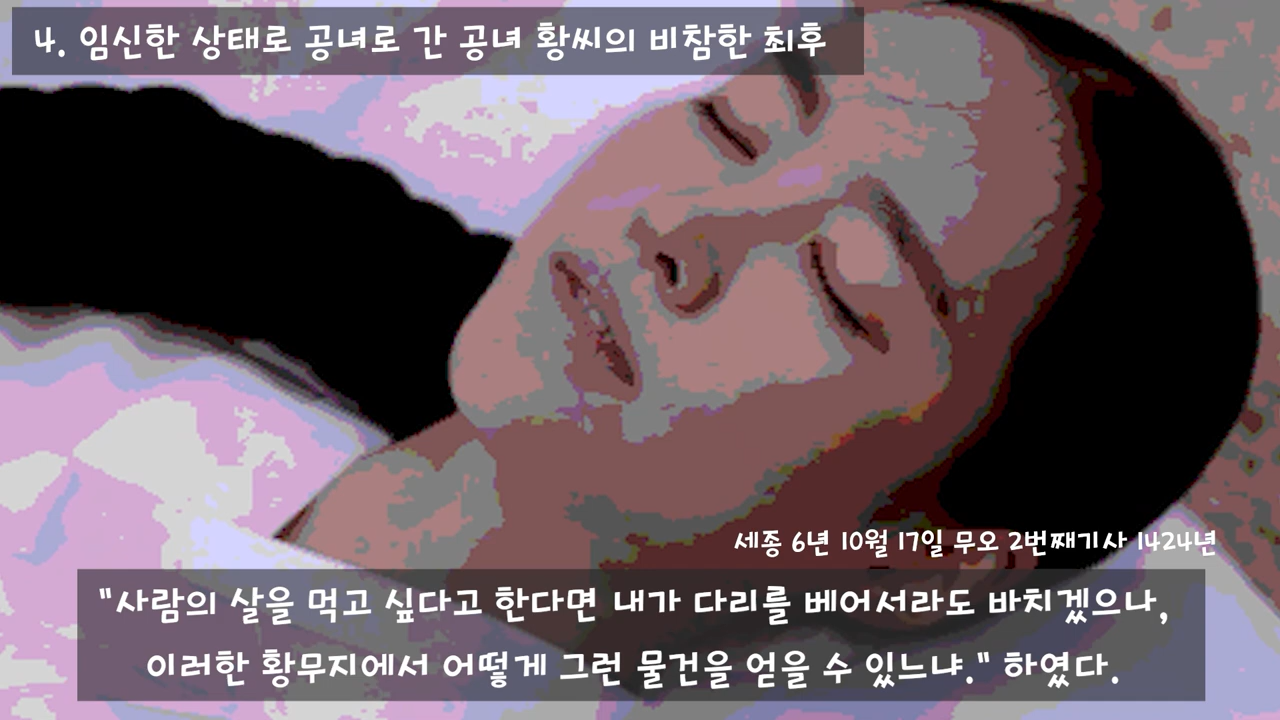 4. 임신한 상태로 공녀로 간 공녀 황씨의 비참한 최후
세종 6년 10월 17일 무오 2번째기사 1424년
"사람의 살을 먹고 싶다고 한다면 내가 다리를 베어서라도 바치겠으나,
이러한 황무지에서 어떻게 그런 물건을 얻을 수 있느냐." 하였다.